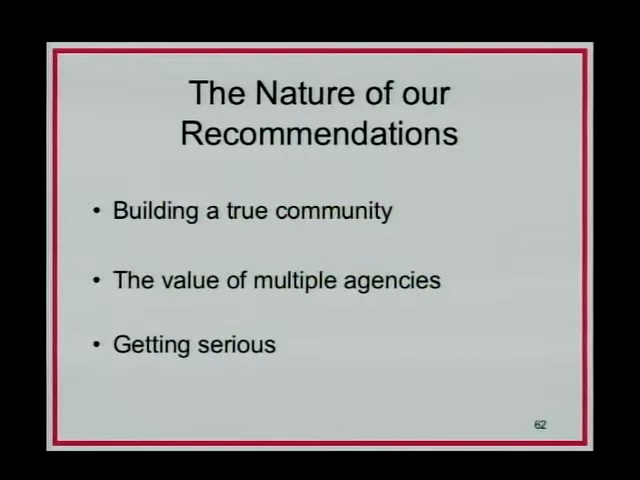 The Nature of our
Recommendations
• Building a true community
• The value of multiple agencies
• Getting serious
62